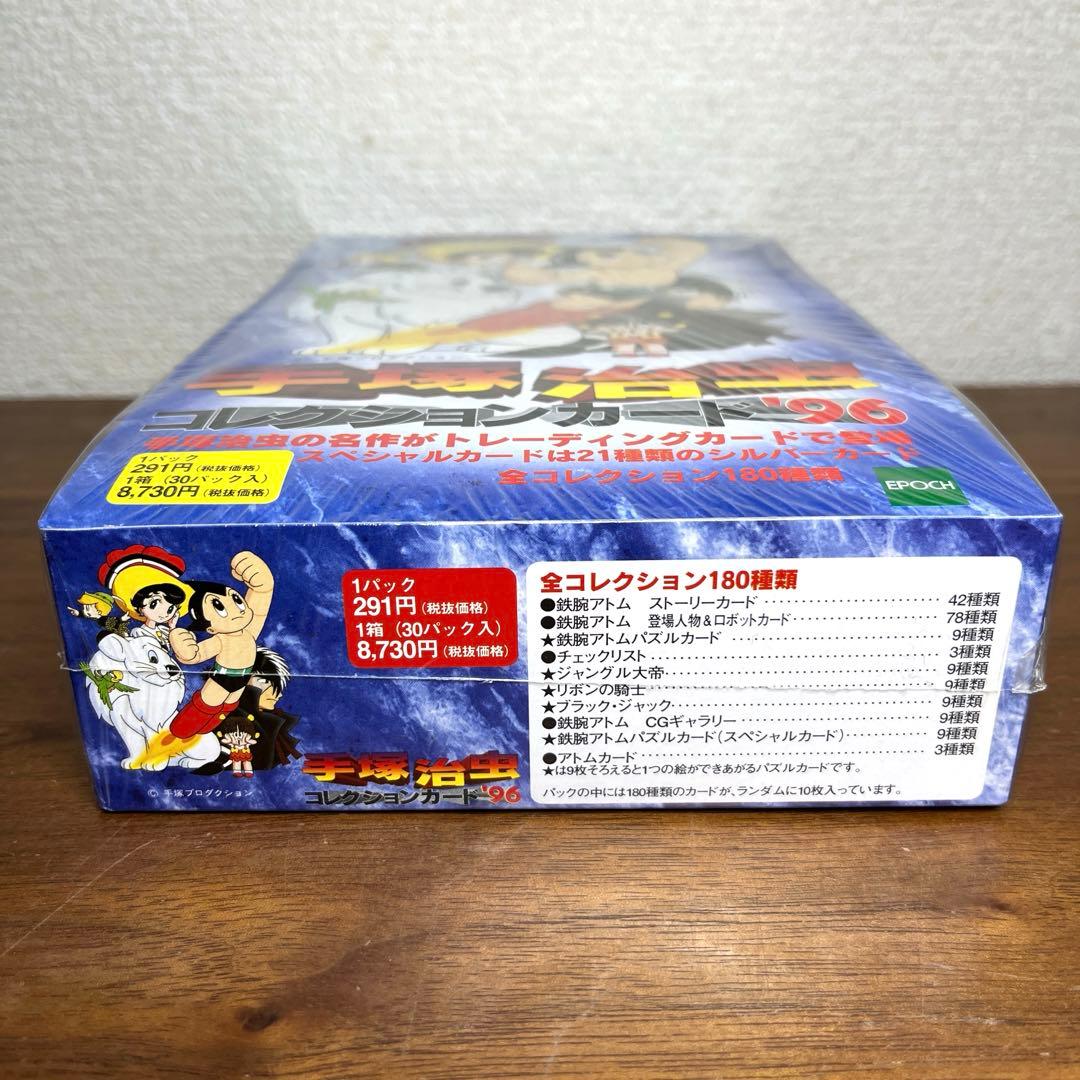 手塚治虫
コレクションカード'96
手塚治虫の名作がトレーディングカードで登場
スペシャルカードは21種類のシルバーカード
全コレクション180種類
1パック
291円(税抜価格)
1箱(30パック入)
8,730円(税抜価格)
EPOCH
1パック
291円(税抜価格)
1箱(30パック入)
8,730円(税抜価格)
手塚治虫
コレクションカード'96
© 手塚プロダクション
全コレクション180種類
●鉄腕アトム ストーリーカード……………………42種類
●鉄腕アトム 登場人物&ロボットカード……………78種類
★鉄腕アトムパズルカード……………………9種類
●チェックリスト……………………3種類
★ジャングル大帝……………………9種類
★リボンの騎士……………………9種類
★ブラック・ジャック……………………9種類
●鉄腕アトム CGギャラリー……………………9種類
★鉄腕アトムパズルカード(スペシャルカード)……………9種類
●アトムカード……………………3種類
★は9枚そろえると1つの絵ができあがるパズルカードです。
パックの中には180種類のカードが、ランダムに10枚入っています。